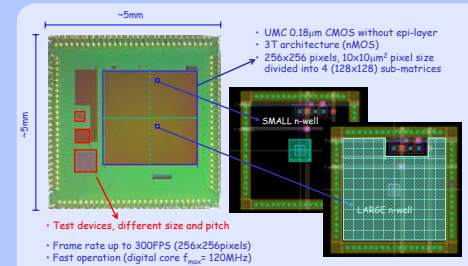 ~5mm
~5mm
• UMC 0.18µm CMOS without epi-layer
• 3T architecture (nMOS)
• 256x256 pixels, 10x10µm² pixel size
divided into 4 (128x128) sub-matrices
SMALL n-well
LARGE n-well
• Test devices, different size and pitch
• Frame rate up to 300FPS (256x256pixels)
• Fast operation (digital core fmax= 120MHz)